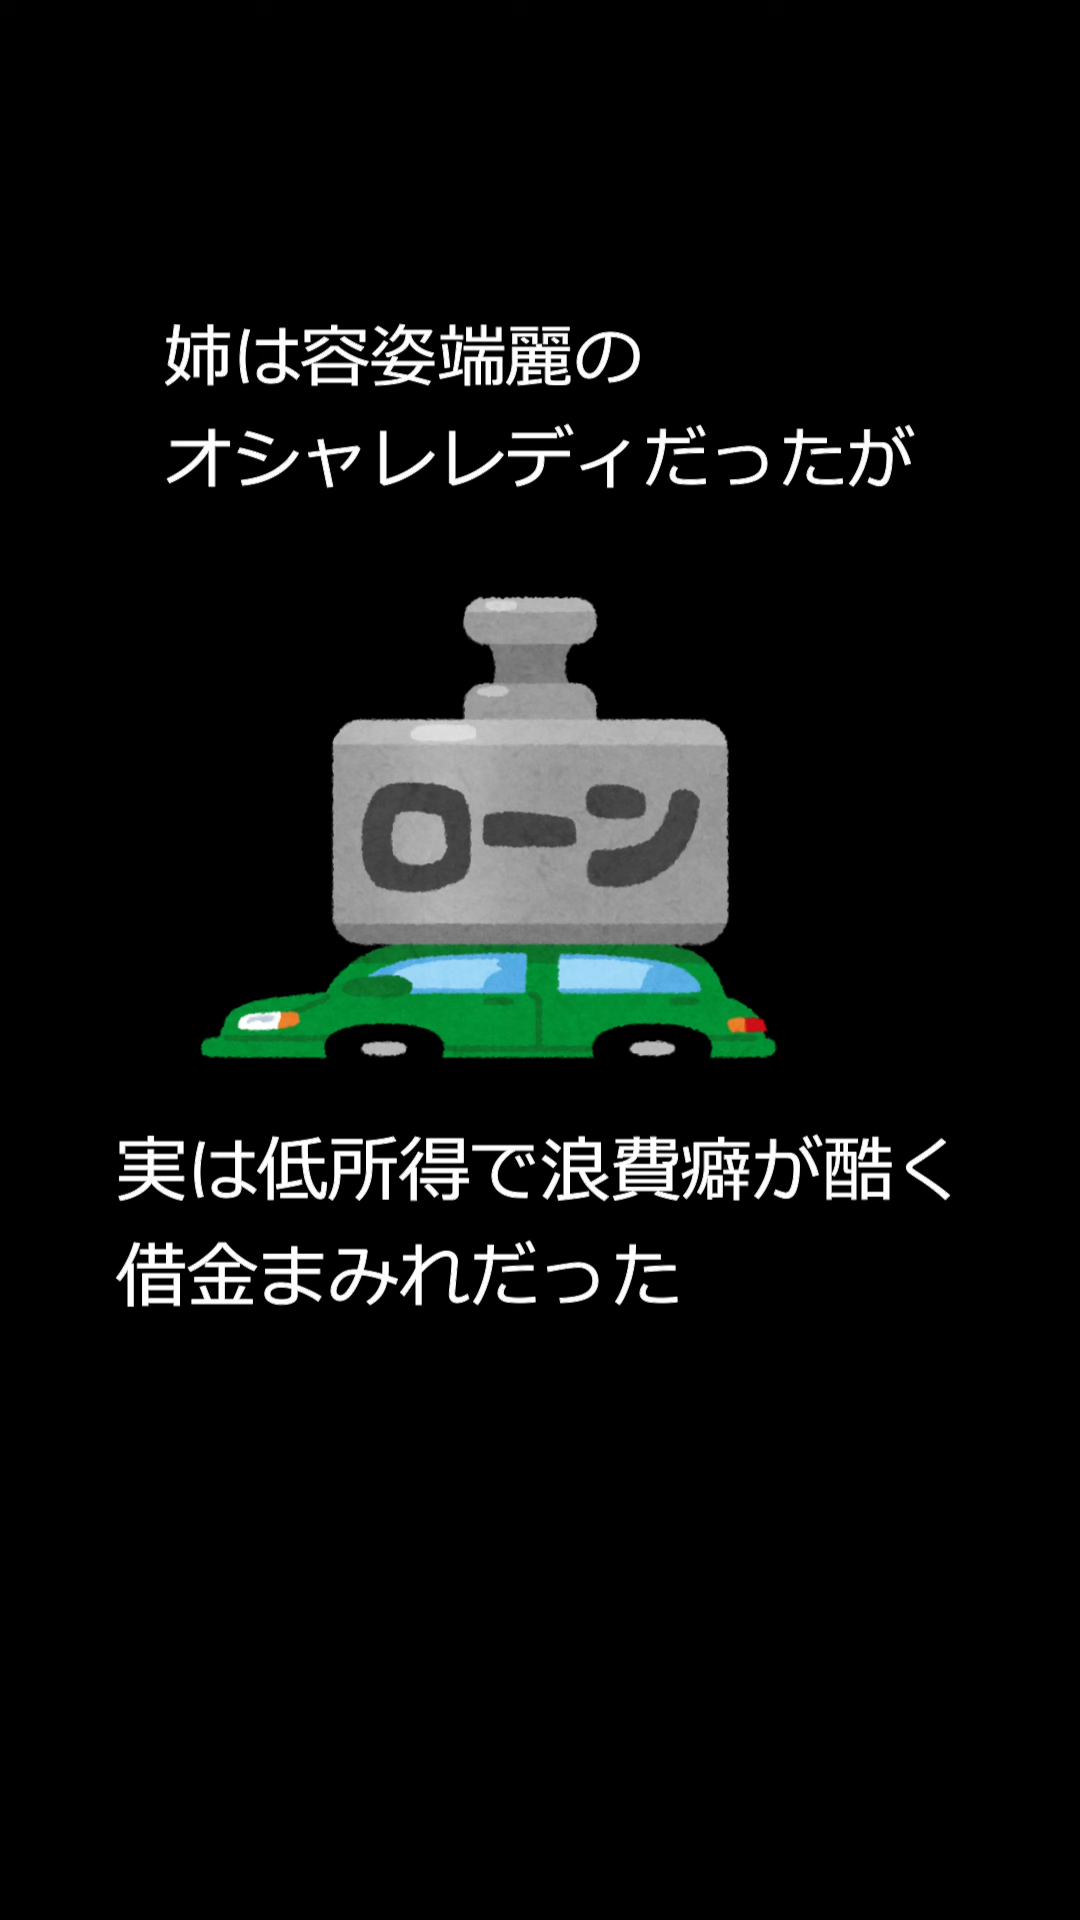 姉は容姿端麗の
オシャレレディだったが
ローン
実は低所得で浪費癖が酷く
借金まみれだった